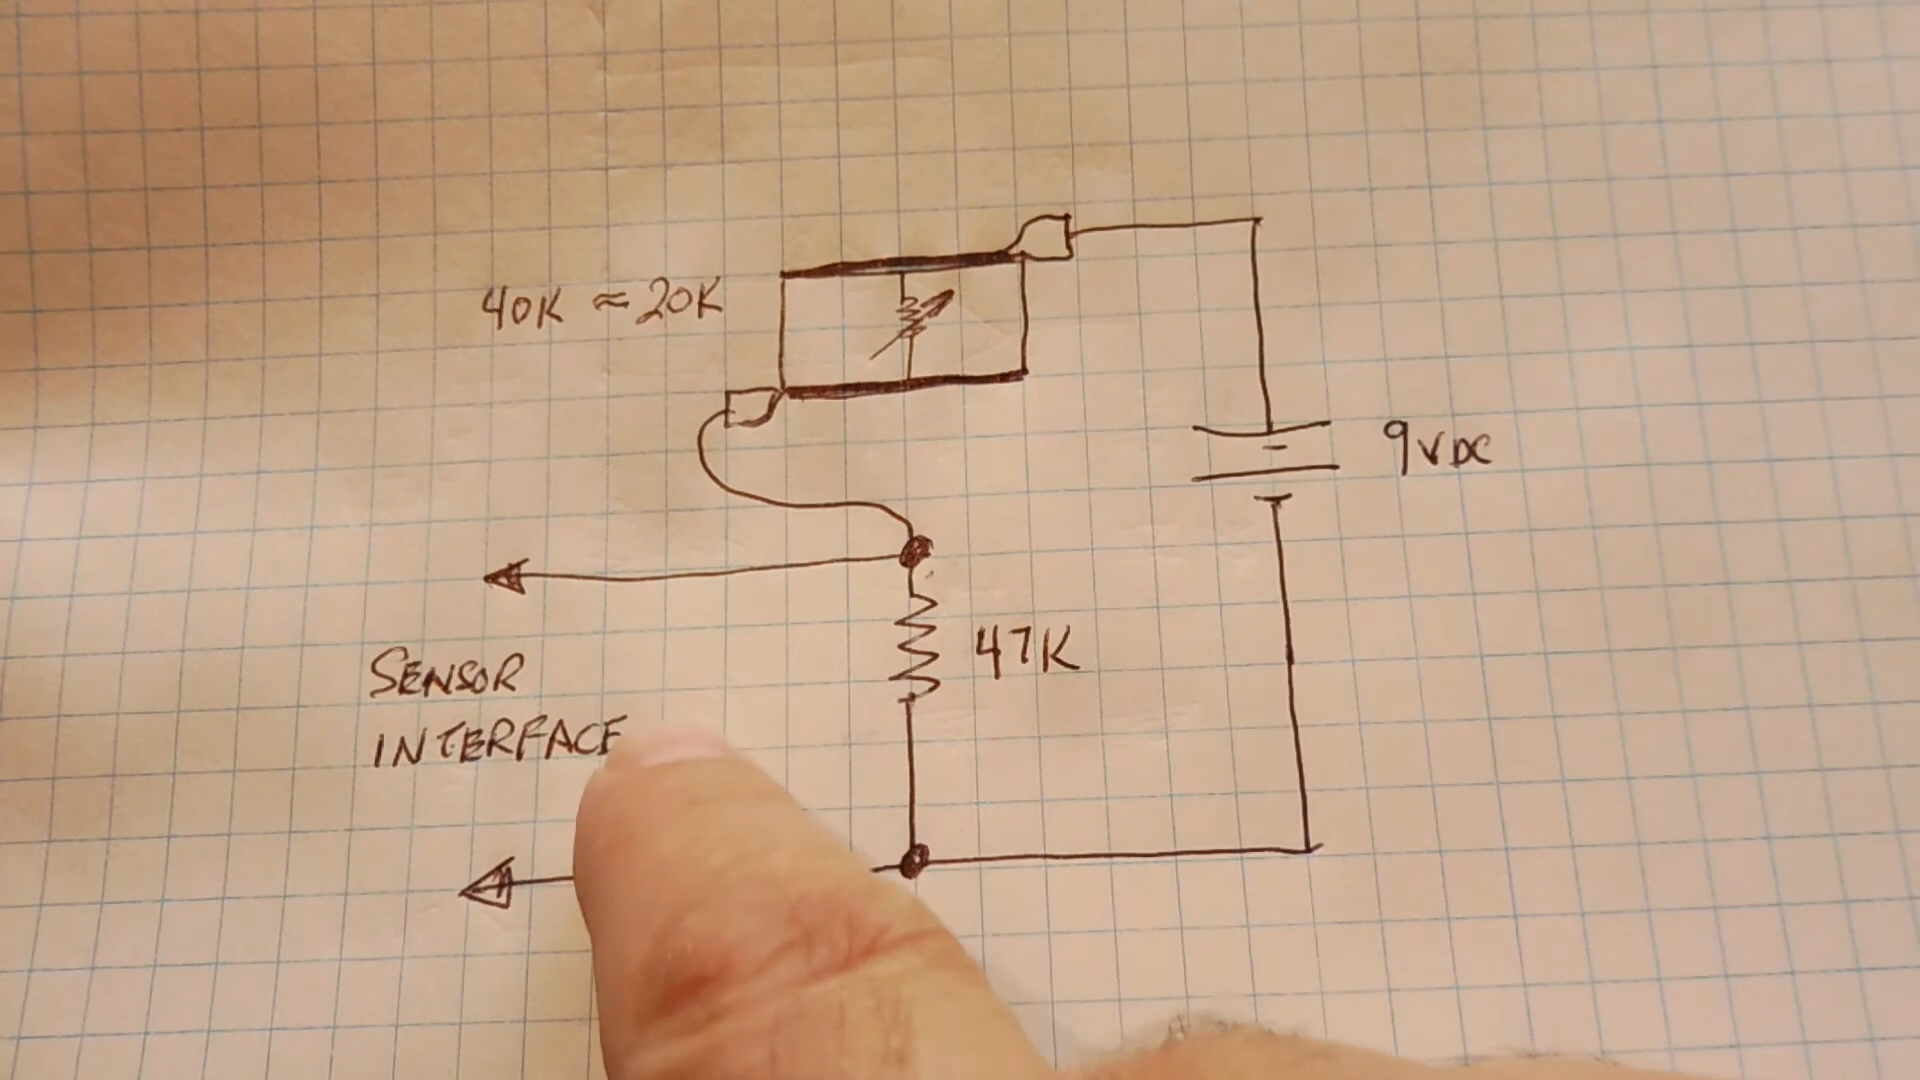 40K ≈ 20K
9VDC
47K
SENSOR
INTERFACE